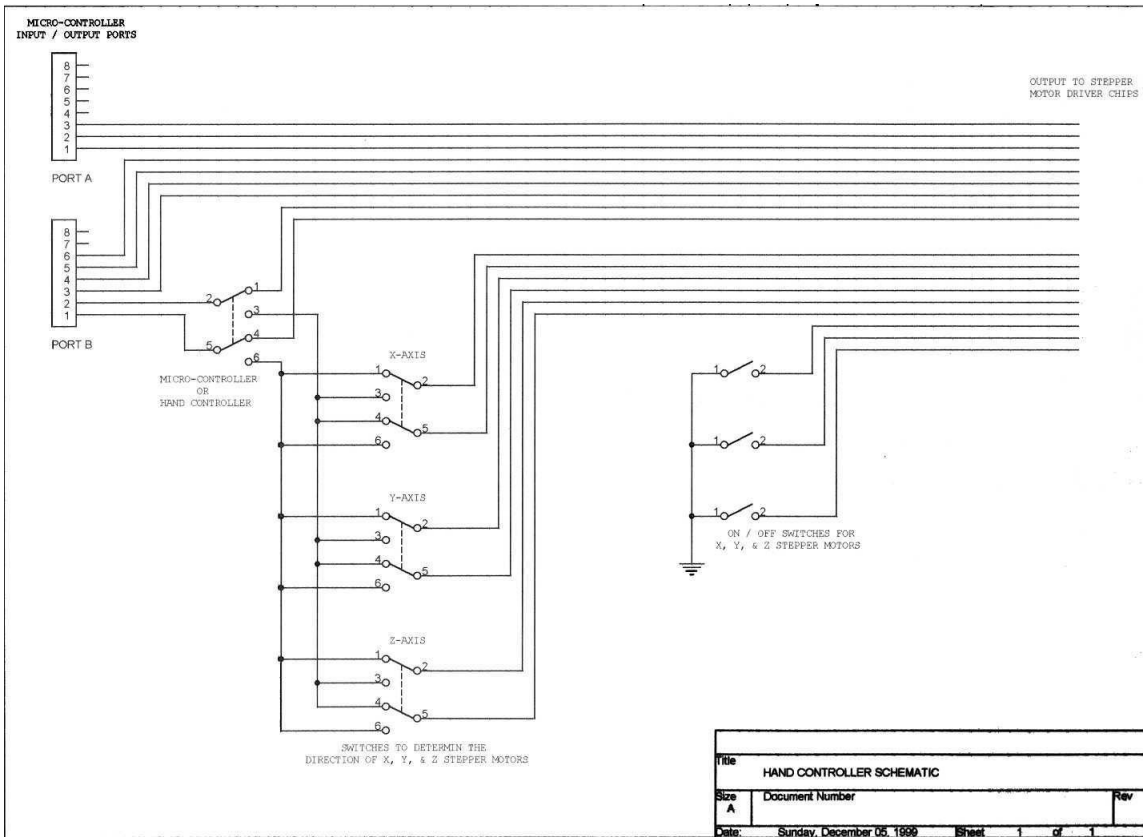 MICRO-CONTROLLER
INPUT / OUTPUT PORTS
8
7
6
5
4
3
2
1
PORT A
OUTPUT TO STEPPER
MOTOR DRIVER CHIPS
8
7
6
5
4
3
2
1
PORT B
2
1
3
5
4
6
MICRO-CONTROLLER
OR
HAND CONTROLLER
X-AXIS
1
2
3
4
5
6
Y-AXIS
1
2
3
4
5
6
Z-AXIS
1
2
3
4
5
6
SWITCHES TO DETERMIN THE
DIRECTION OF X, Y, & Z STEPPER MOTORS
1 2
1 2
1 2
ON / OFF SWITCHES FOR
X, Y, & Z STEPPER MOTORS
Title
HAND CONTROLLER SCHEMATIC
Size
A
Document Number
Rev
Date: Sunday, December 05, 1999 Sheet 1 of 1